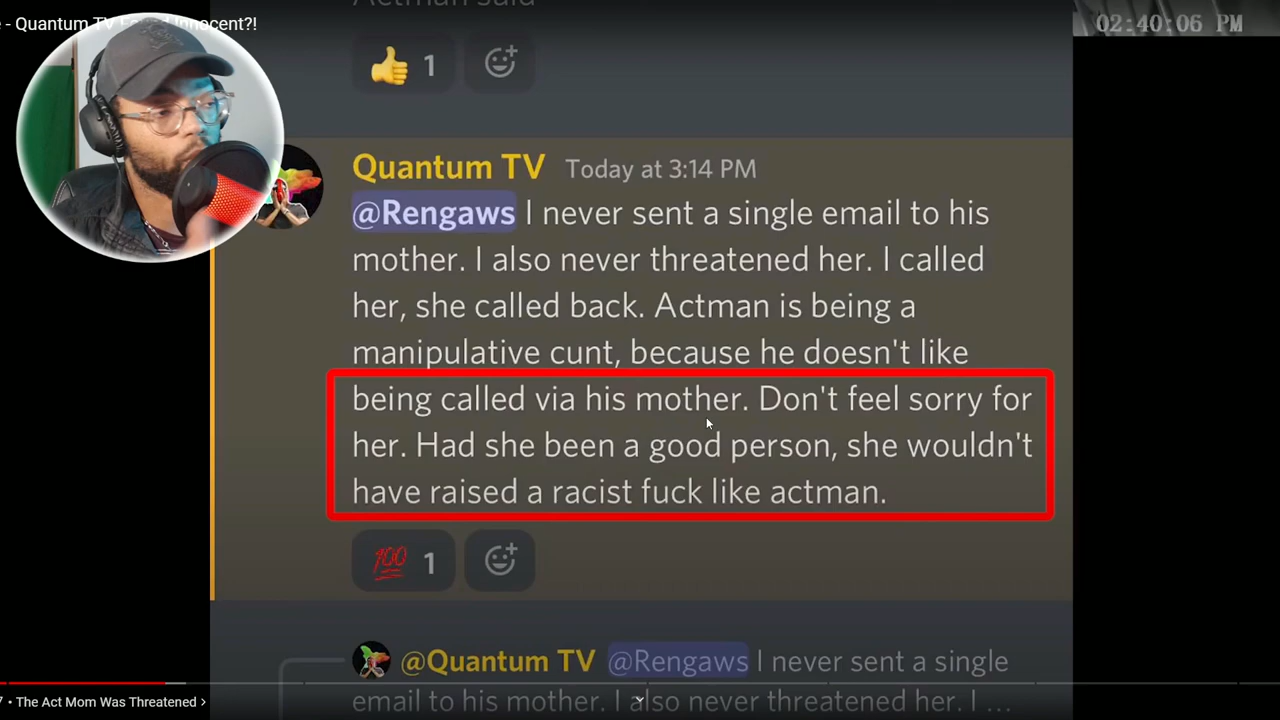 Actman said
- Quantum TV Innocent?!
02:40:06 PM
👍 1
Quantum TV Today at 3:14 PM
@Rengaws I never sent a single email to his
mother. I also never threatened her. I called
her, she called back. Actman is being a
manipulative cunt, because he doesn't like
being called via his mother. Don't feel sorry for
her. Had she been a good person, she wouldn't
have raised a racist fuck like actman.
💯 1
@Quantum TV @Rengaws I never sent a single
email to his mother. I also never threatened her. I ...
7 • The Act Mom Was Threatened >